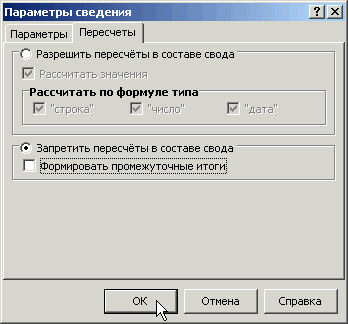 Параметры сведения
Параметры Пересчеты
Разрешить пересчёты в составе свода
Рассчитать значения
Рассчитать по формуле типа
"строка" "число" "дата"
Запретить пересчёты в составе свода
Формировать промежуточные итоги
ОК Отмена Справка